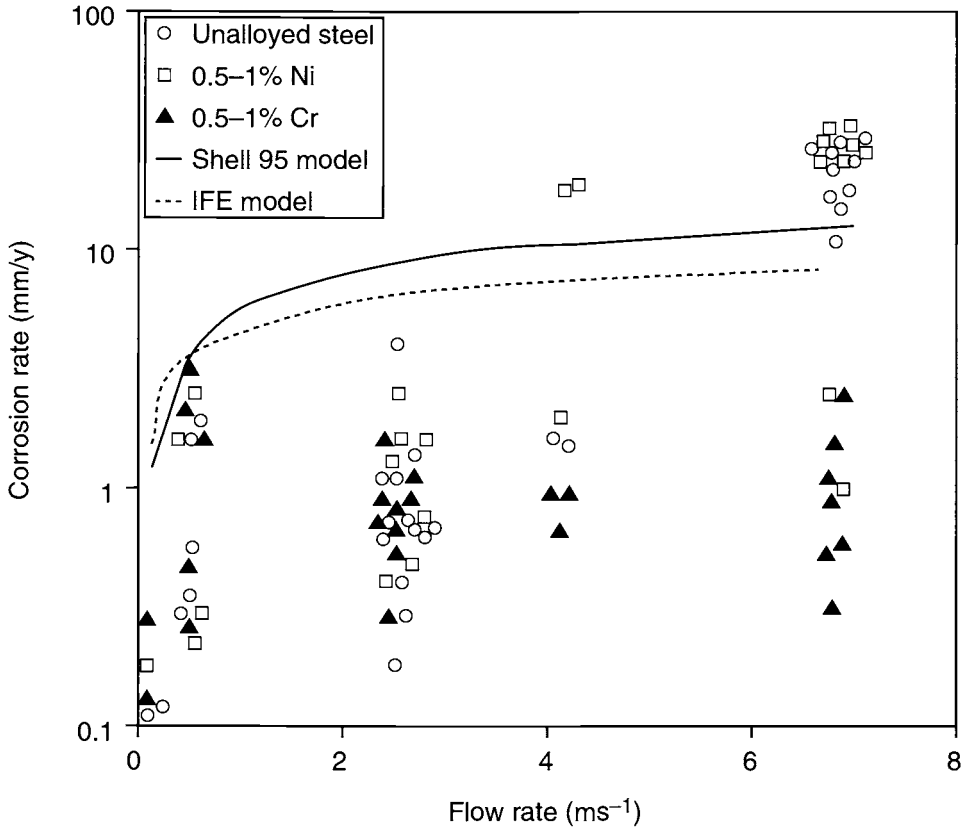 100
Unalloyed steel
0.5–1% Ni
0.5–1% Cr
Shell 95 model
IFE model
10
1
0.1
Corrosion rate (mm/y)
0 2 4 6 8
Flow rate (ms⁻¹)